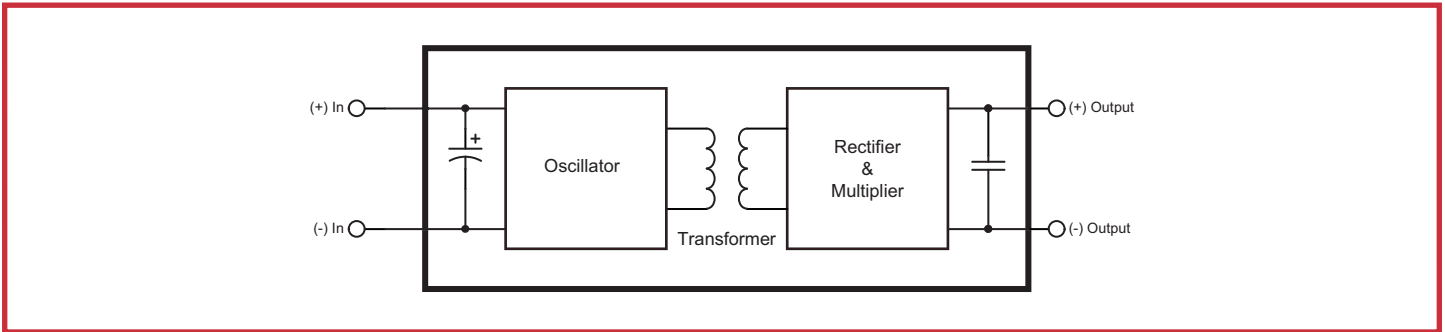 (+) In
+
(-) In
Oscillator
Transformer
Rectifier
&
Multiplier
(+) Output
(-) Output